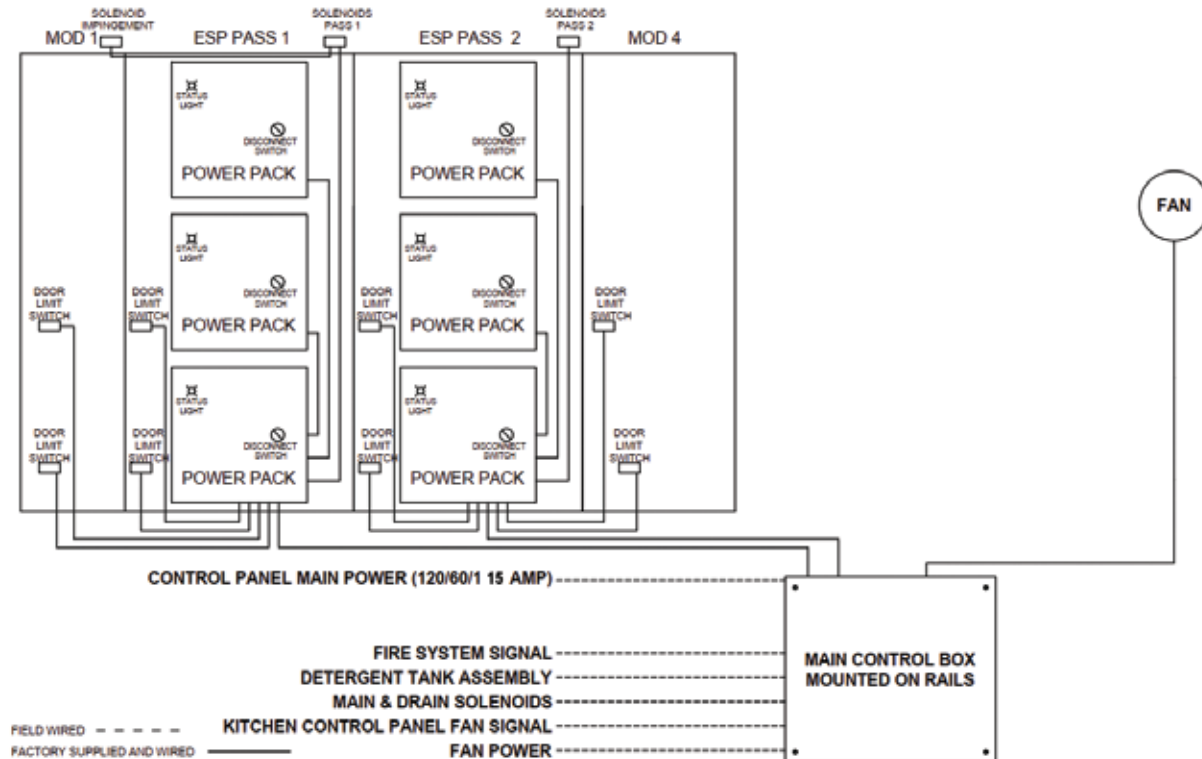 SOLENOID
IMPINGEMENT
SOLENOIDS
PASS 1
SOLENOIDS
PASS 2
MOD 1
ESP PASS 1
ESP PASS 2
MOD 4
STATUS
LIGHT
DISCONNECT
SWITCH
POWER PACK
STATUS
LIGHT
DISCONNECT
SWITCH
POWER PACK
FAN
STATUS
LIGHT
DISCONNECT
SWITCH
POWER PACK
STATUS
LIGHT
DISCONNECT
SWITCH
POWER PACK
DOOR
LIMIT
SWITCH
DOOR
LIMIT
SWITCH
DOOR
LIMIT
SWITCH
DOOR
LIMIT
SWITCH
STATUS
LIGHT
DISCONNECT
SWITCH
POWER PACK
STATUS
LIGHT
DISCONNECT
SWITCH
POWER PACK
DOOR
LIMIT
SWITCH
DOOR
LIMIT
SWITCH
DOOR
LIMIT
SWITCH
DOOR
LIMIT
SWITCH
CONTROL PANEL MAIN POWER (120/60/1 15 AMP)
FIRE SYSTEM SIGNAL
DETERGENT TANK ASSEMBLY
MAIN & DRAIN SOLENOIDS
KITCHEN CONTROL PANEL FAN SIGNAL
FAN POWER
MAIN CONTROL BOX
MOUNTED ON RAILS
FIELD WIRED
FACTORY SUPPLIED AND WIRED